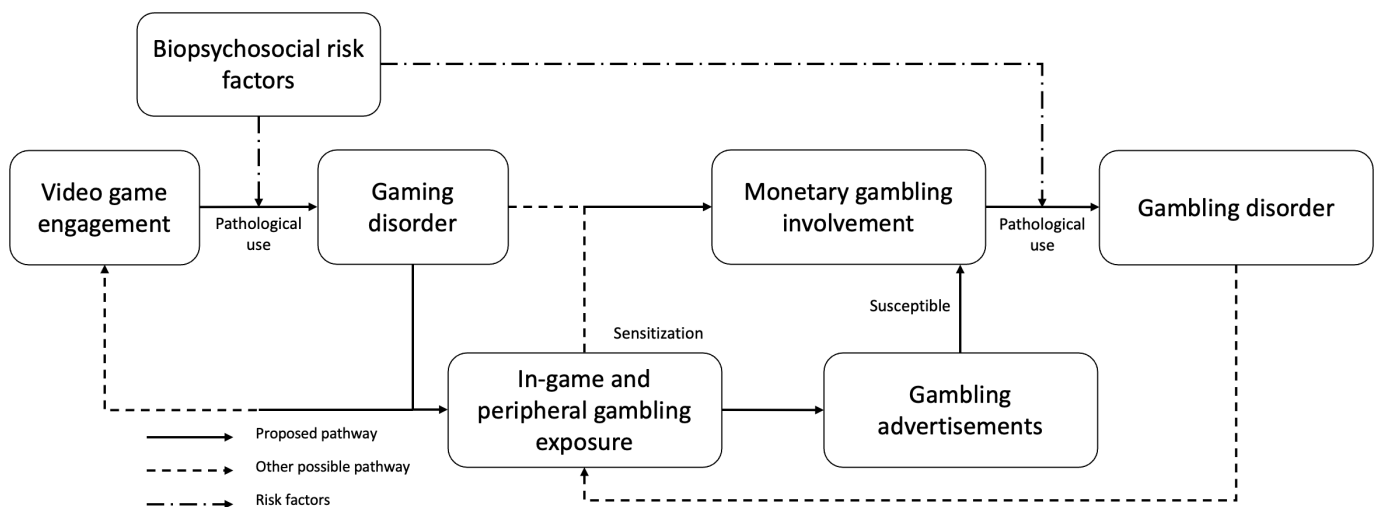 Biopsychosocial risk
factors
Video game
engagement
Pathological
use
Gaming
disorder
Monetary gambling
involvement
Pathological
use
Gambling disorder
Susceptible
Sensitization
In-game and
peripheral gambling
exposure
Gambling
advertisements
Proposed pathway
Other possible pathway
Risk factors